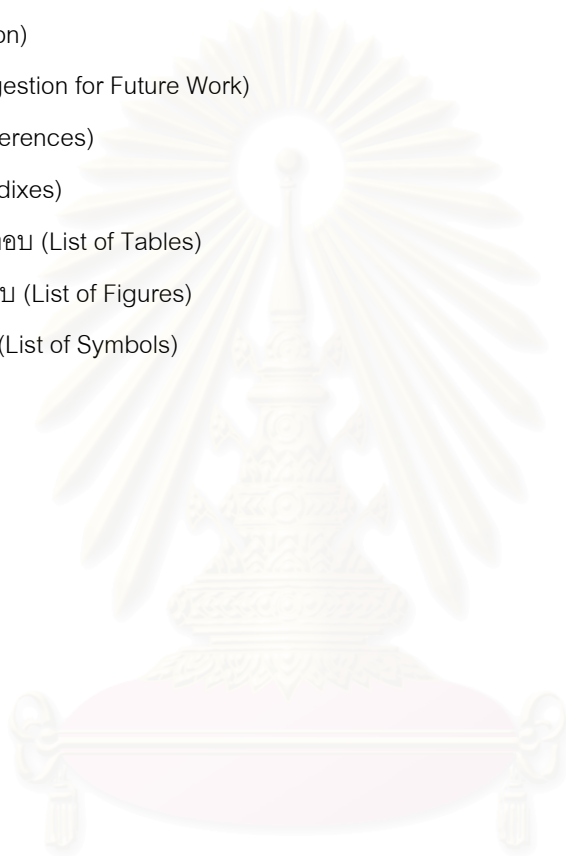 on)
gestion for Future Work)
erences)
dixes)
อบ (List of Tables)
บ (List of Figures)
(List of Symbols)